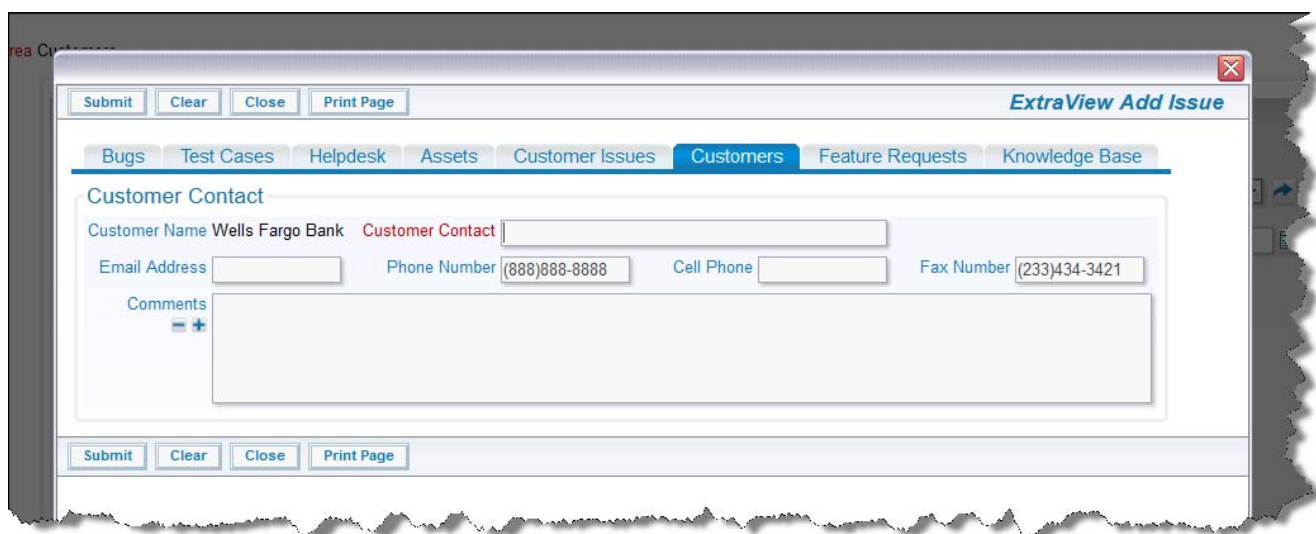 rea Customers
Submit Clear Close Print Page ExtraView Add Issue
Bugs Test Cases Helpdesk Assets Customer Issues Customers Feature Requests Knowledge Base
Customer Contact
Customer Name Wells Fargo Bank Customer Contact
Email Address Phone Number (888)888-8888 Cell Phone Fax Number (233)434-3421
Comments
Submit Clear Close Print Page